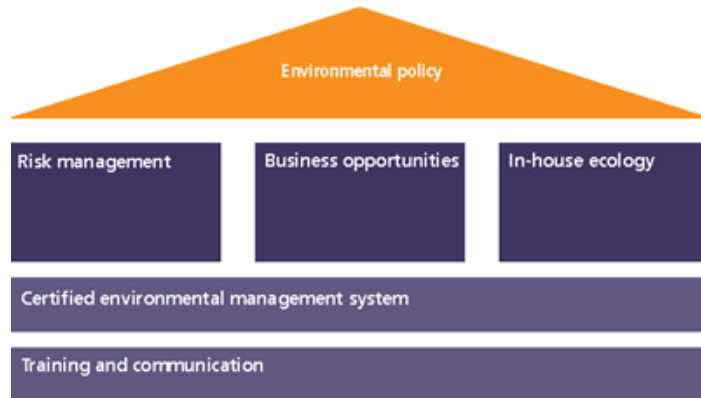 Environmental policy
Risk management
Business opportunities
In-house ecology
Certified environmental management system
Training and communication